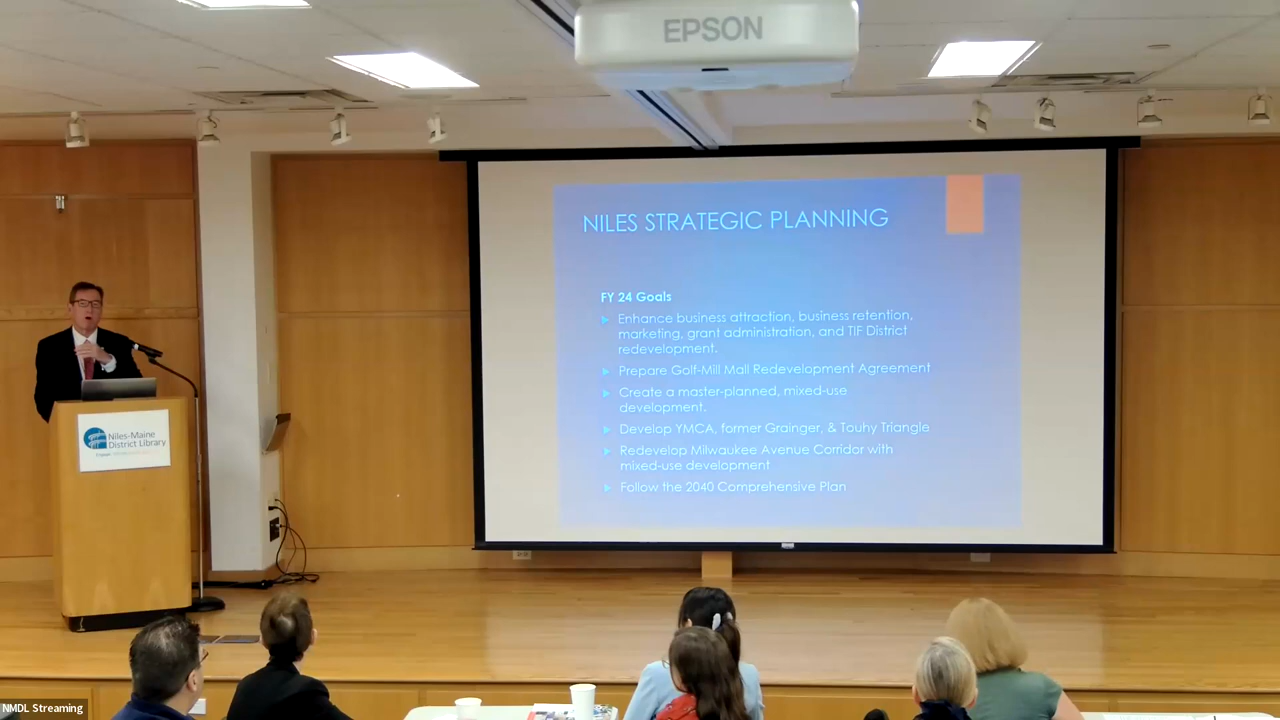 EPSON
NILES STRATEGIC PLANNING
FY 24 Goals
Enhance business attraction, business retention,
marketing, grant administration, and TIF District
redevelopment.
Prepare Golf-Mill Mall Redevelopment Agreement
Create a master-planned, mixed-use
development.
Develop YMCA, former Grainger, & Touhy Triangle
Redevelop Milwaukee Avenue Corridor with
mixed-use development
Follow the 2040 Comprehensive Plan
Niles-Maine
District Library
NMDL Streaming